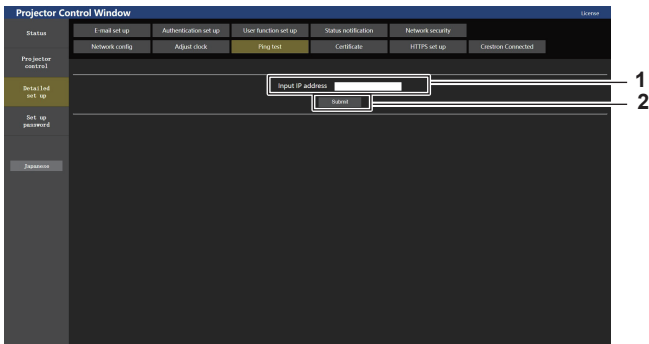 Projector Control Window
License
Status
E-mail set up
Authentication set up
User function set up
Status notification
Network security
Network config
Adjust clock
Ping test
Certificate
HTTPS set up
Crestron Connected
Projector
control
Detailed
set up
Set up
password
Japanese
Input IP address
Submit
1
2